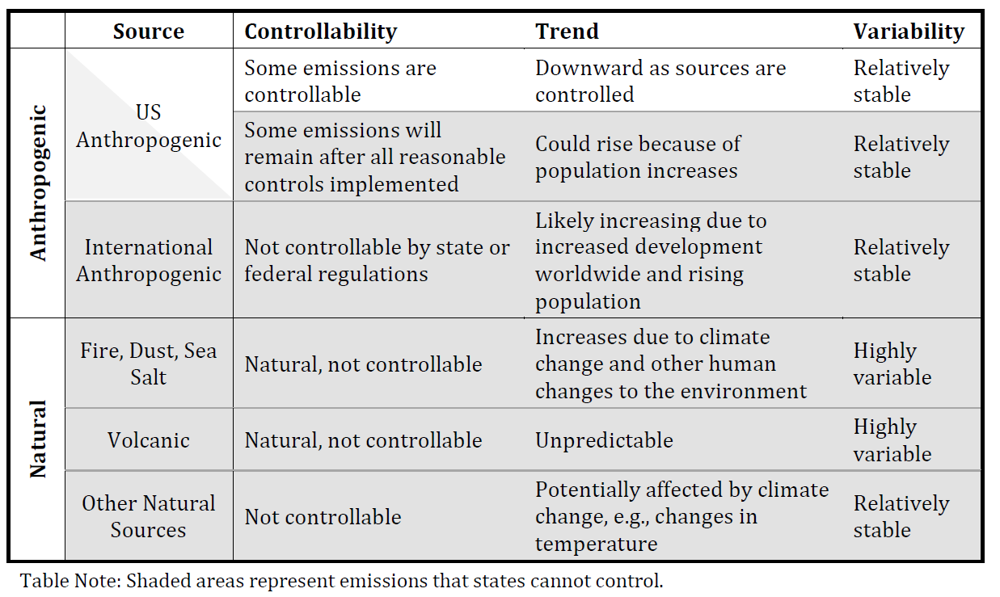 Source Controllability Trend Variability
Anthropogenic
US
Anthropogenic
Some emissions are
controllable
Downward as sources are
controlled
Relatively
stable
Some emissions will
remain after all reasonable
controls implemented
Could rise because of
population increases
Relatively
stable
International
Anthropogenic
Not controllable by state or
federal regulations
Likely increasing due to
increased development
worldwide and rising
population
Relatively
stable
Natural
Fire, Dust, Sea
Salt
Natural, not controllable
Increases due to climate
change and other human
changes to the environment
Highly
variable
Volcanic
Natural, not controllable
Unpredictable
Highly
variable
Other Natural
Sources
Not controllable
Potentially affected by climate
change, e.g., changes in
temperature
Relatively
stable
Table Note: Shaded areas represent emissions that states cannot control.